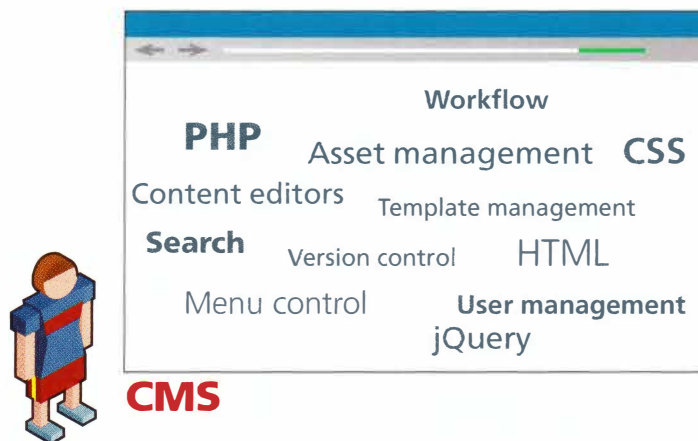 Workflow
PHP
Asset management CSS
Content editors
Template management
Search
Version control HTML
Menu control User management
jQuery
CMS